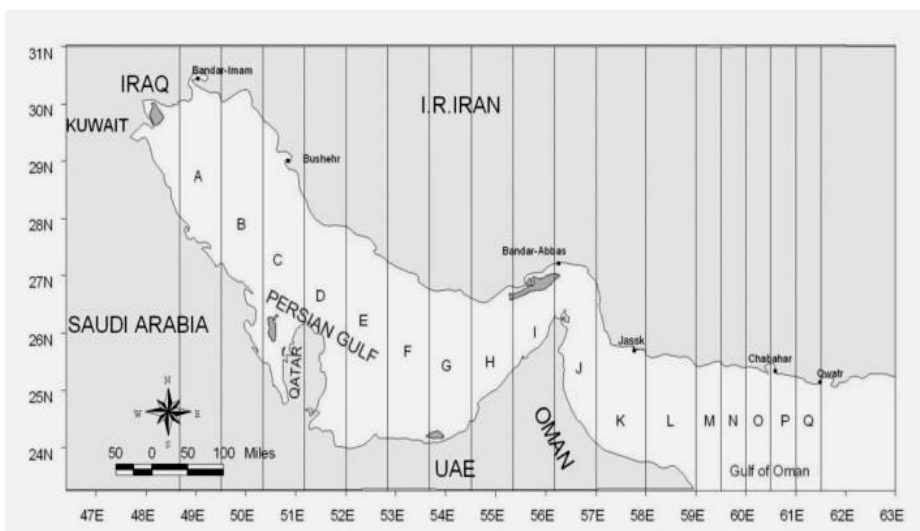 31N
30N
29N
28N
27N
26N
25N
24N
IRAQ
Bandar-Imam
I.R.IRAN
KUWAIT
Bushehr
A
B
C
Bandar-Abbas
D
PERSIAN GULF
SAUDI ARABIA
E
F
G
H
I
J
QATAR
Jassk
Chabahar
Qwatr
K
L
M
N
O
P
Q
N
W
E
S
OMAN
UAE
Gulf of Oman
50 0 50 100 Miles
47E 48E 49E 50E 51E 52E 53E 54E 55E 56E 57E 58E 59E 60E 61E 62E 63E